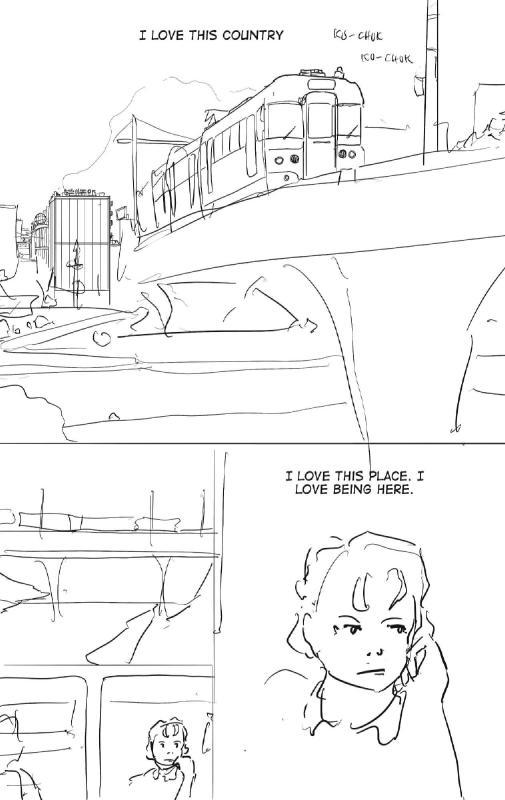 I LOVE THIS COUNTRY
KU-CHUK
KU-CHUK
I LOVE THIS PLACE. I
LOVE BEING HERE.